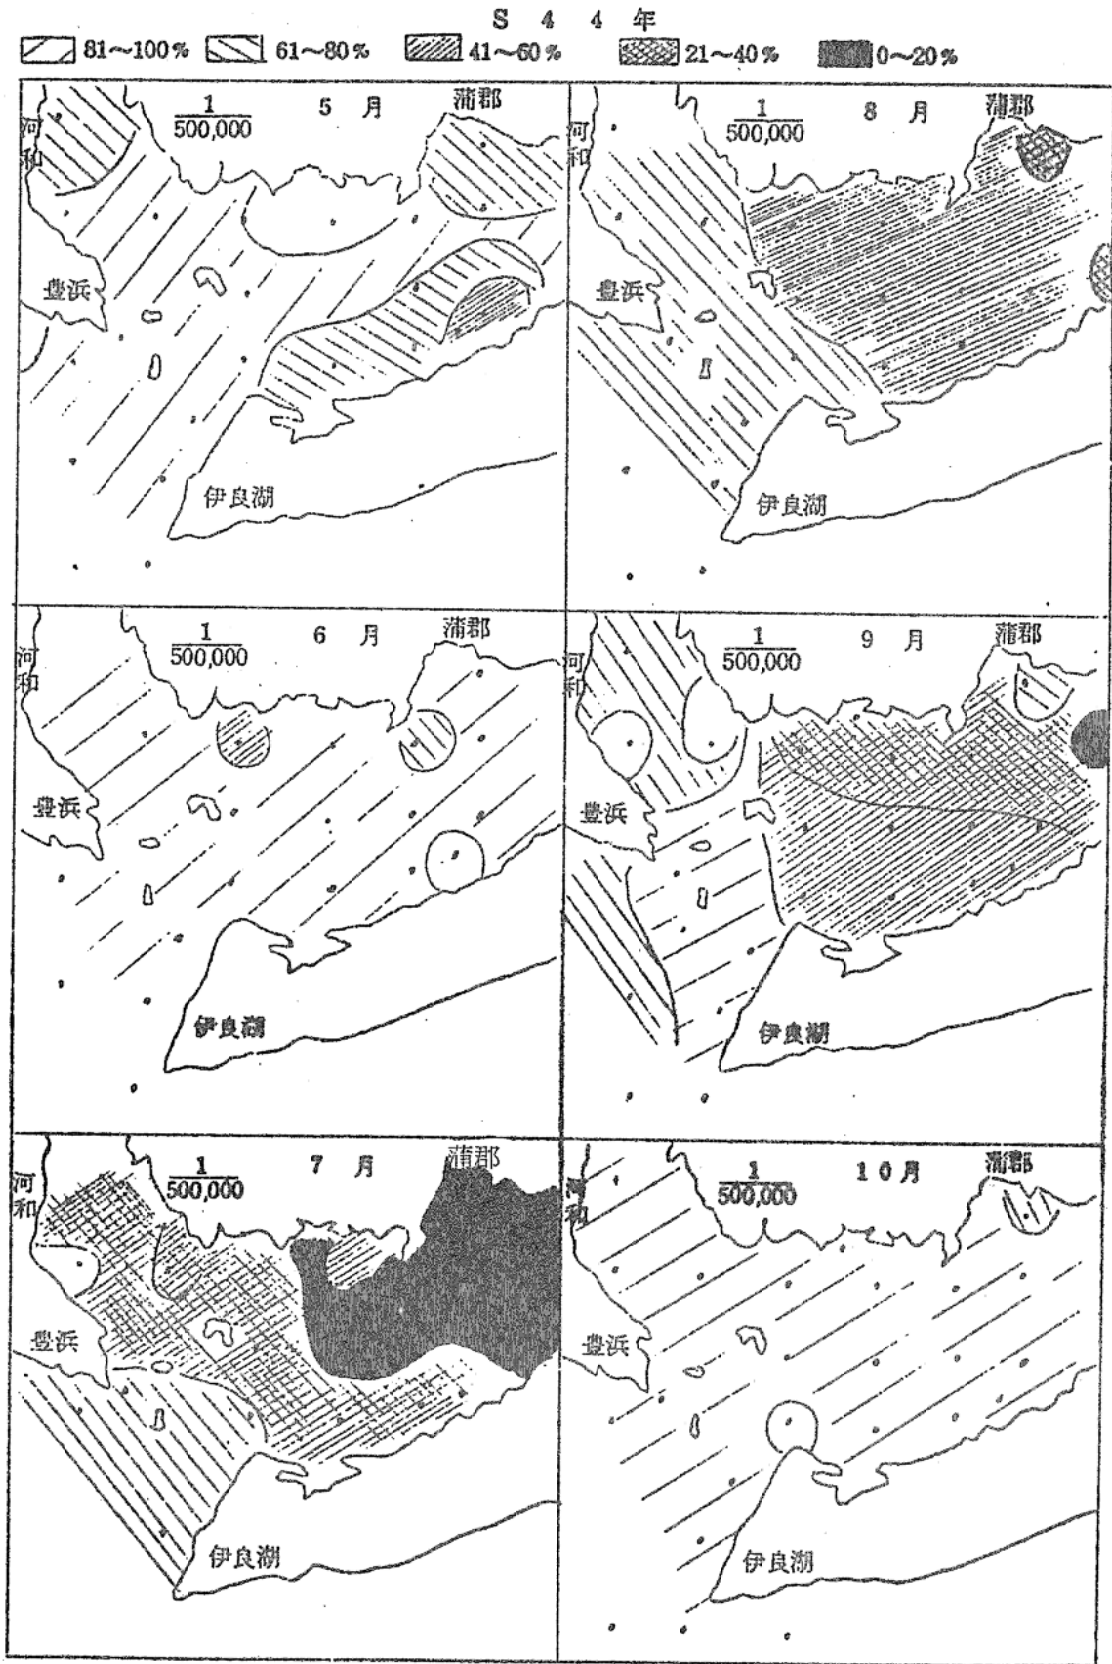 S 4 4 年
81～100% 61～80% 41～60% 21～40% 0～20%
1/500,000 5 月 蒲郡
河和
豊浜
伊良湖
1/500,000 8 月 蒲郡
河和
豊浜
伊良湖
1/500,000 6 月 蒲郡
河和
豊浜
伊良湖
1/500,000 9 月 蒲郡
河和
豊浜
伊良湖
1/500,000 7 月 蒲郡
河和
豊浜
伊良湖
1/500,000 10月 蒲郡
河和
豊浜
伊良湖